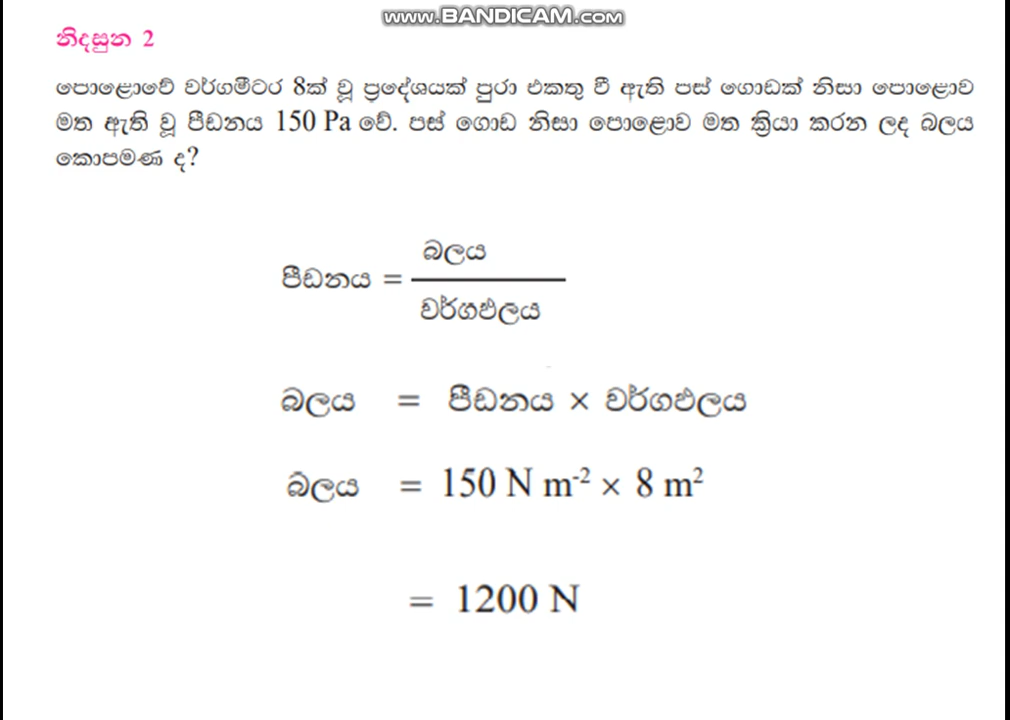 www.BANDICAM.com
නිදසුන 2
පොළොවේ වර්ගමීටර 8ක් වූ ප්‍රදේශයක් පුරා එකතු වී ඇති පස් ගොඩක් නිසා පොළොව
මත ඇති වූ පීඩනය 150 Pa වේ. පස් ගොඩ නිසා පොළොව මත ක්‍රියා කරන ලද බලය
කොපමණ ද?
පීඩනය = බලය / වර්ගඵලය
බලය = පීඩනය × වර්ගඵලය
බලය = 150 N m⁻² × 8 m²
= 1200 N